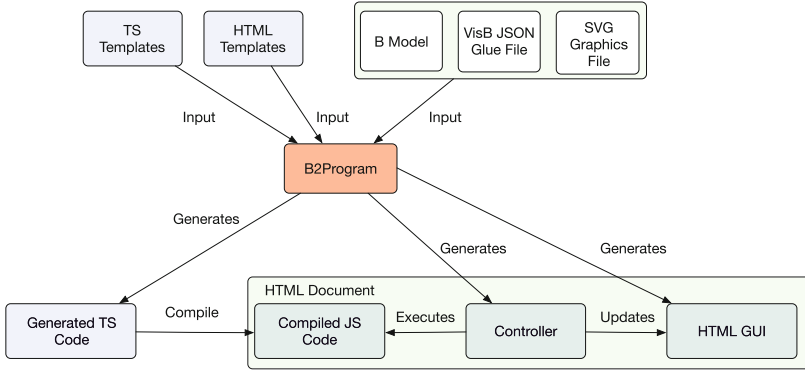 TS
Templates
HTML
Templates
B Model
VisB JSON
Glue File
SVG
Graphics
File
Input
Input
Input
B2Program
Generates
Generates
Generates
HTML Document
Generated TS
Code
Compile
Compiled JS
Code
Executes
Controller
Updates
HTML GUI